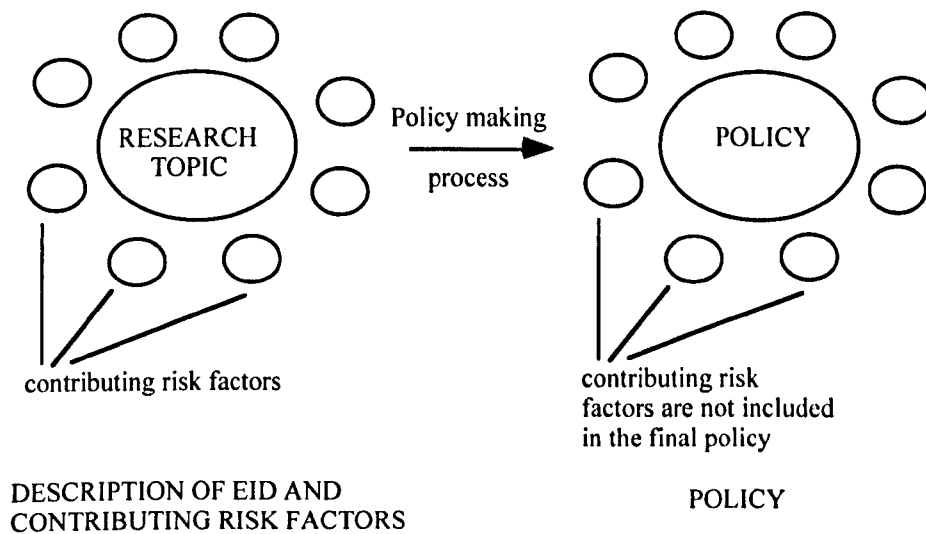 RESEARCH
TOPIC
Policy making
process
POLICY
contributing risk factors
contributing risk
factors are not included
in the final policy
DESCRIPTION OF EID AND
CONTRIBUTING RISK FACTORS
POLICY